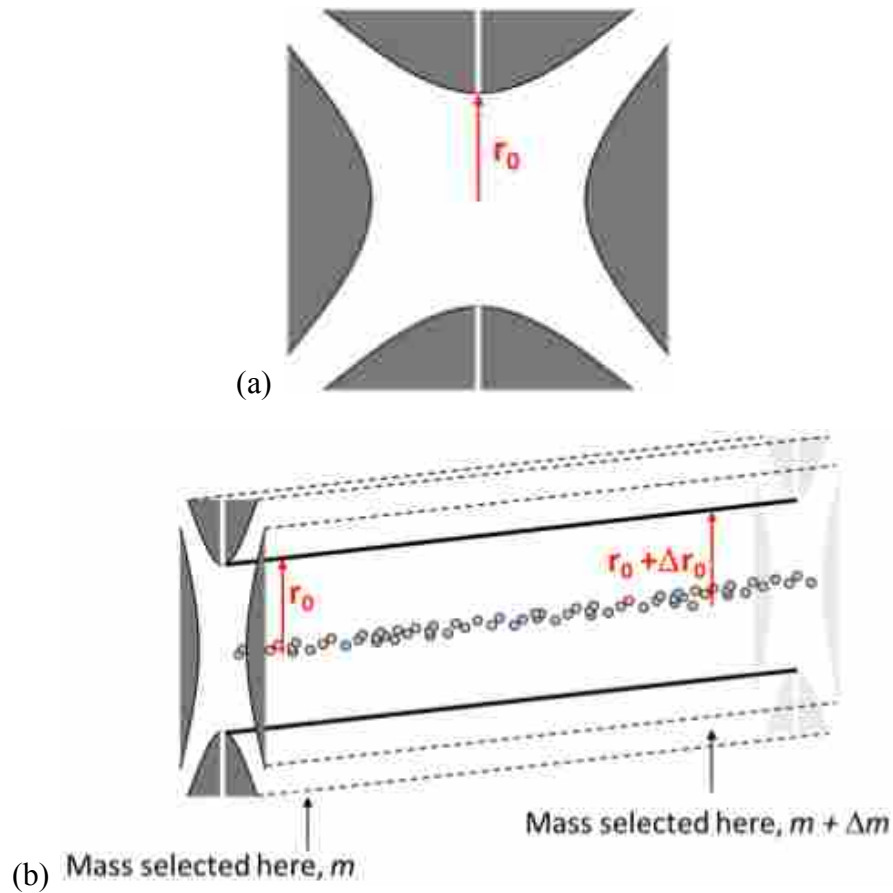 r₀
(a)
r₀
r₀ +Δr₀
Mass selected here, m + Δm
(b) Mass selected here, m